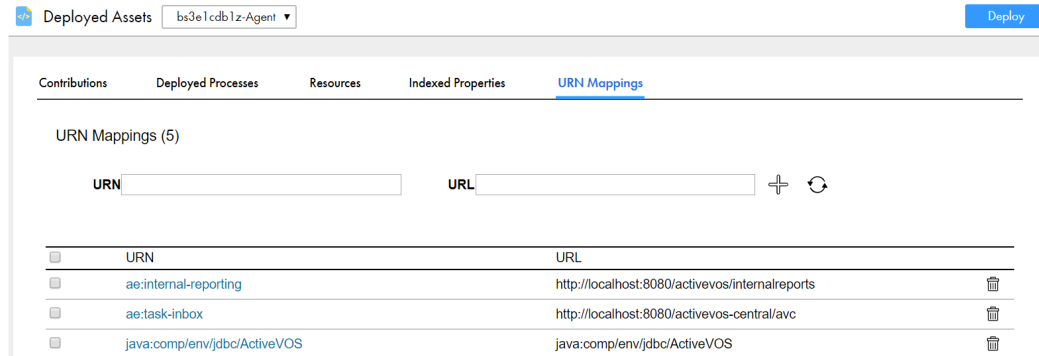 Deployed Assets bs3e1cdb1z-Agent Deploy
Contributions Deployed Processes Resources Indexed Properties URN Mappings
URN Mappings (5)
URN URL
URN URL
ae:internal-reporting http://localhost:8080/activevos/internalreports
ae:task-inbox http://localhost:8080/activevos-central/avc
java:comp/env/jdbc/ActiveVOS java:comp/env/jdbc/ActiveVOS